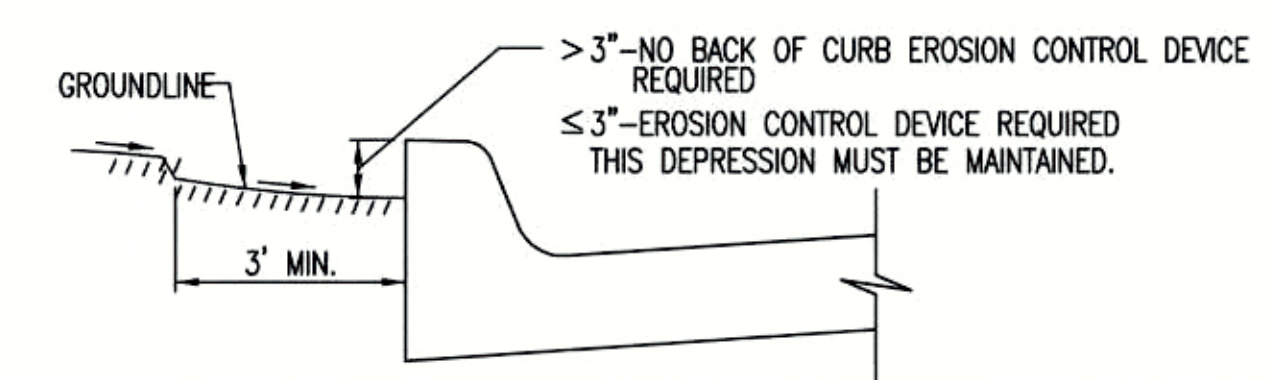 > 3"-NO BACK OF CURB EROSION CONTROL DEVICE
REQUIRED
GROUNDLINE
≤ 3"-EROSION CONTROL DEVICE REQUIRED
THIS DEPRESSION MUST BE MAINTAINED.
3' MIN.